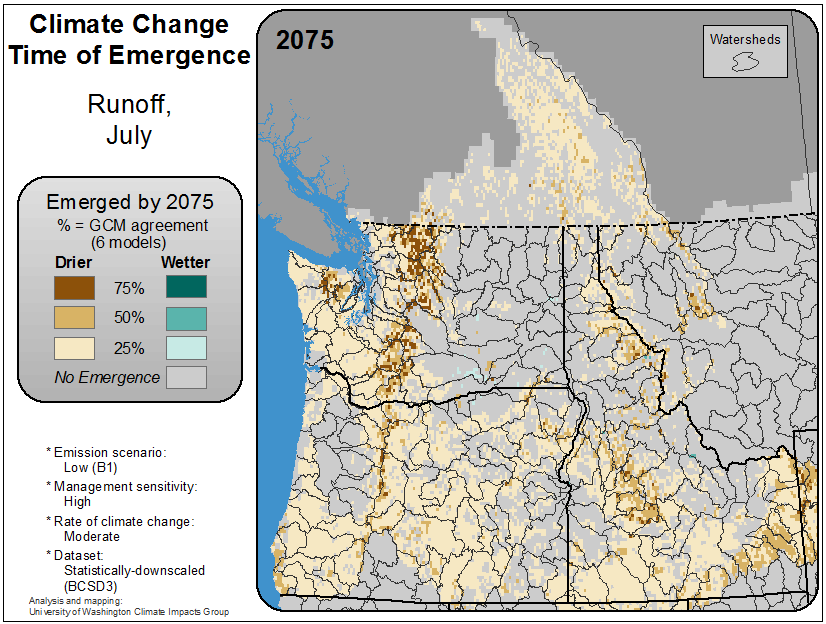 Climate Change
Time of Emergence
Runoff,
July
Emerged by 2075
% = GCM agreement
(6 models)
Drier Wetter
75%
50%
25%
No Emergence
* Emission scenario:
Low (B1)
* Management sensitivity:
High
* Rate of climate change:
Moderate
* Dataset:
Statistically-downscaled
(BCSD3)
Analysis and mapping:
University of Washington Climate Impacts Group
2075
Watersheds